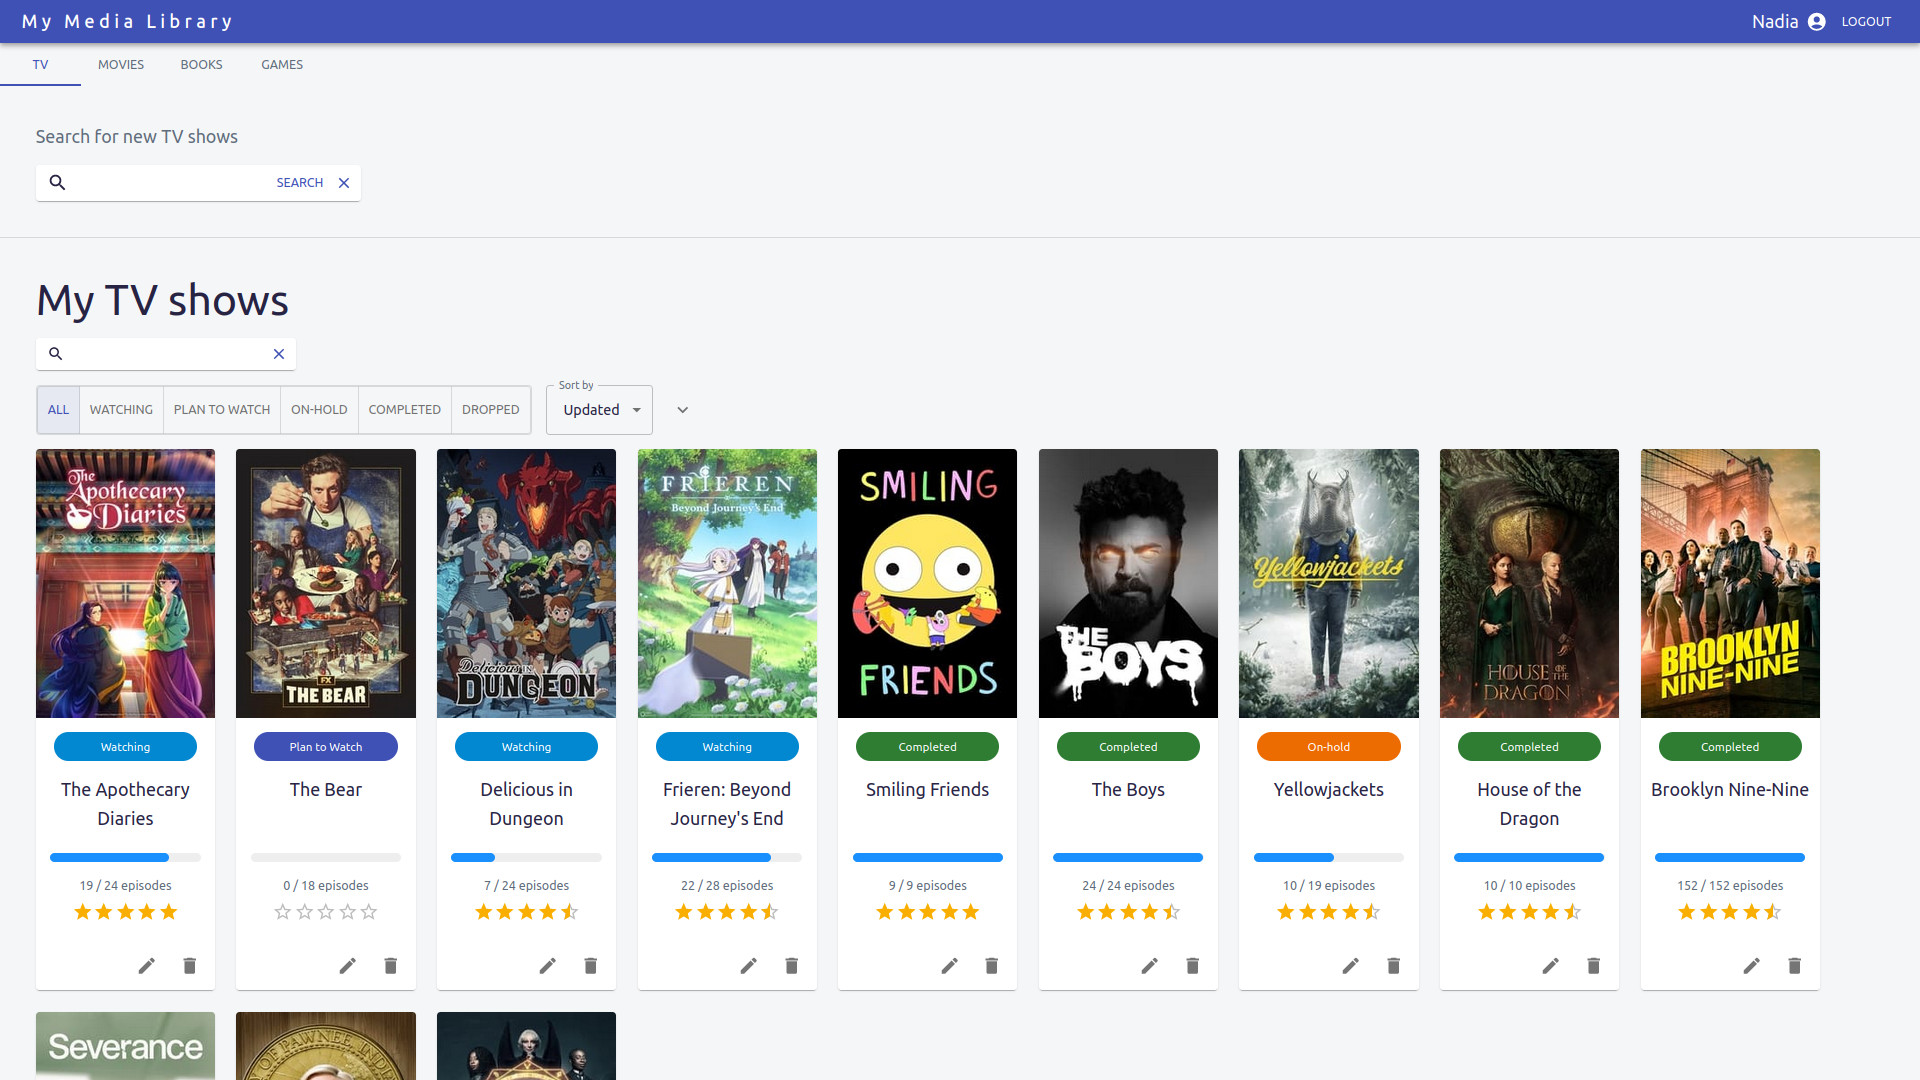 My Media Library
Nadia LOGOUT
TV MOVIES BOOKS GAMES
Search for new TV shows
SEARCH
My TV shows
ALL WATCHING PLAN TO WATCH ON-HOLD COMPLETED DROPPED
Sort by
Updated
The
Apothecary
Diaries
FX
THE BEAR
Delicious in
DUNGEON
FRIEREN
Beyond Journey's End
SMILING
FRIENDS
THE
BOYS
Yellowjackets
HOUSE OF THE
DRAGON
BROOKLYN
NINE-NINE
Watching
Plan to Watch
Watching
Watching
Completed
Completed
On-hold
Completed
Completed
The Apothecary
Diaries
The Bear
Delicious in
Dungeon
Frieren: Beyond
Journey's End
Smiling Friends
The Boys
Yellowjackets
House of the
Dragon
Brooklyn Nine-Nine
19 / 24 episodes
0 / 18 episodes
7 / 24 episodes
22 / 28 episodes
9 / 9 episodes
24 / 24 episodes
10 / 19 episodes
10 / 10 episodes
152 / 152 episodes
Severance
OF PAWNEE, INDI